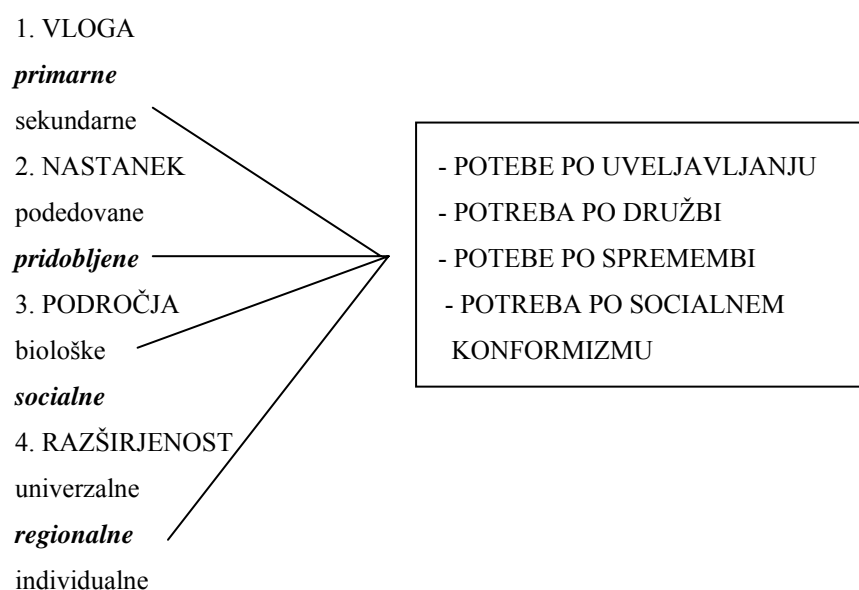 1. VLOGA
primarne
sekundarne
2. NASTANEK
podedovane
pridobljene
3. PODROČJA
biološke
socialne
4. RAZŠIRJENOST
univerzalne
regionalne
individualne
- POTEBE PO UVELJAVLJANJU
- POTREBA PO DRUŽBI
- POTEBE PO SPREMEMBI
- POTREBA PO SOCIALNEM
KONFORMIZMU